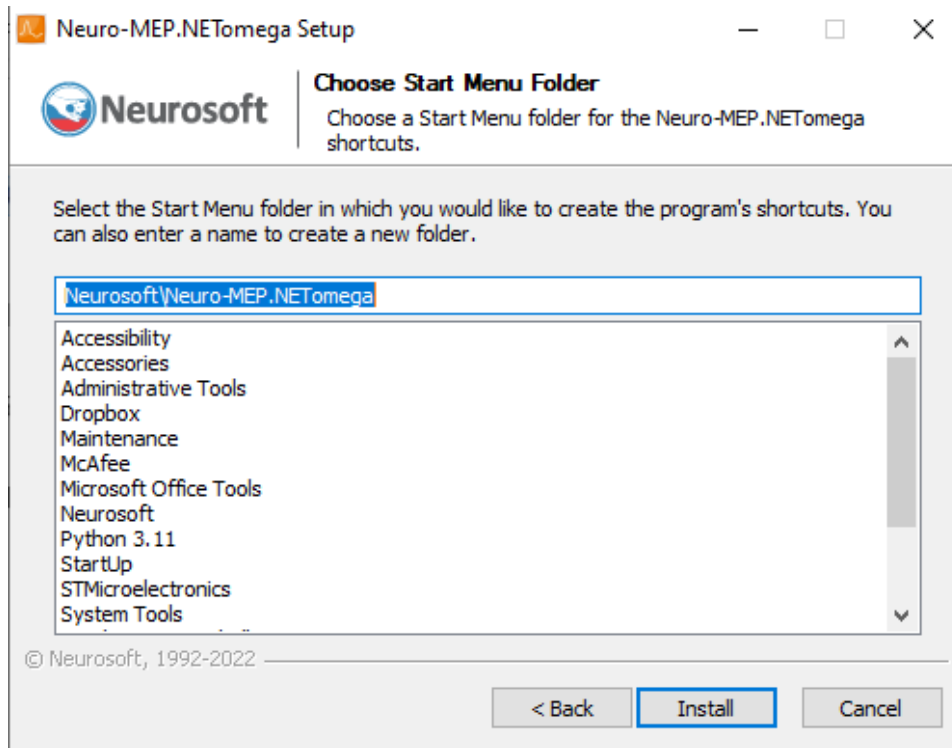 Neuro-MEP.NETomega Setup
Neurosoft
Choose Start Menu Folder
Choose a Start Menu folder for the Neuro-MEP.NETomega
shortcuts.
Select the Start Menu folder in which you would like to create the program's shortcuts. You
can also enter a name to create a new folder.
Neurosoft\Neuro-MEP.NETomega
Accessibility
Accessories
Administrative Tools
Dropbox
Maintenance
McAfee
Microsoft Office Tools
Neurosoft
Python 3.11
StartUp
STMicroelectronics
System Tools
© Neurosoft, 1992-2022
< Back
Install
Cancel